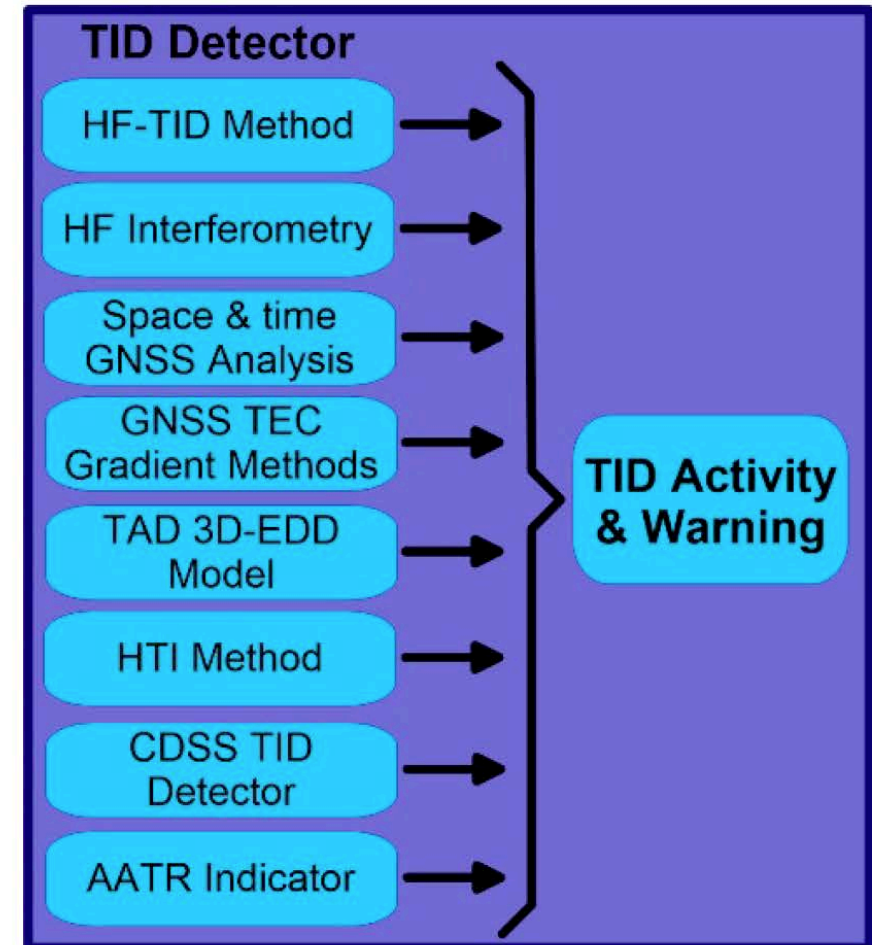 TID Detector
HF-TID Method
HF Interferometry
Space & time
GNSS Analysis
GNSS TEC
Gradient Methods
TAD 3D-EDD
Model
HTI Method
CDSS TID
Detector
AATR Indicator
TID Activity
& Warning